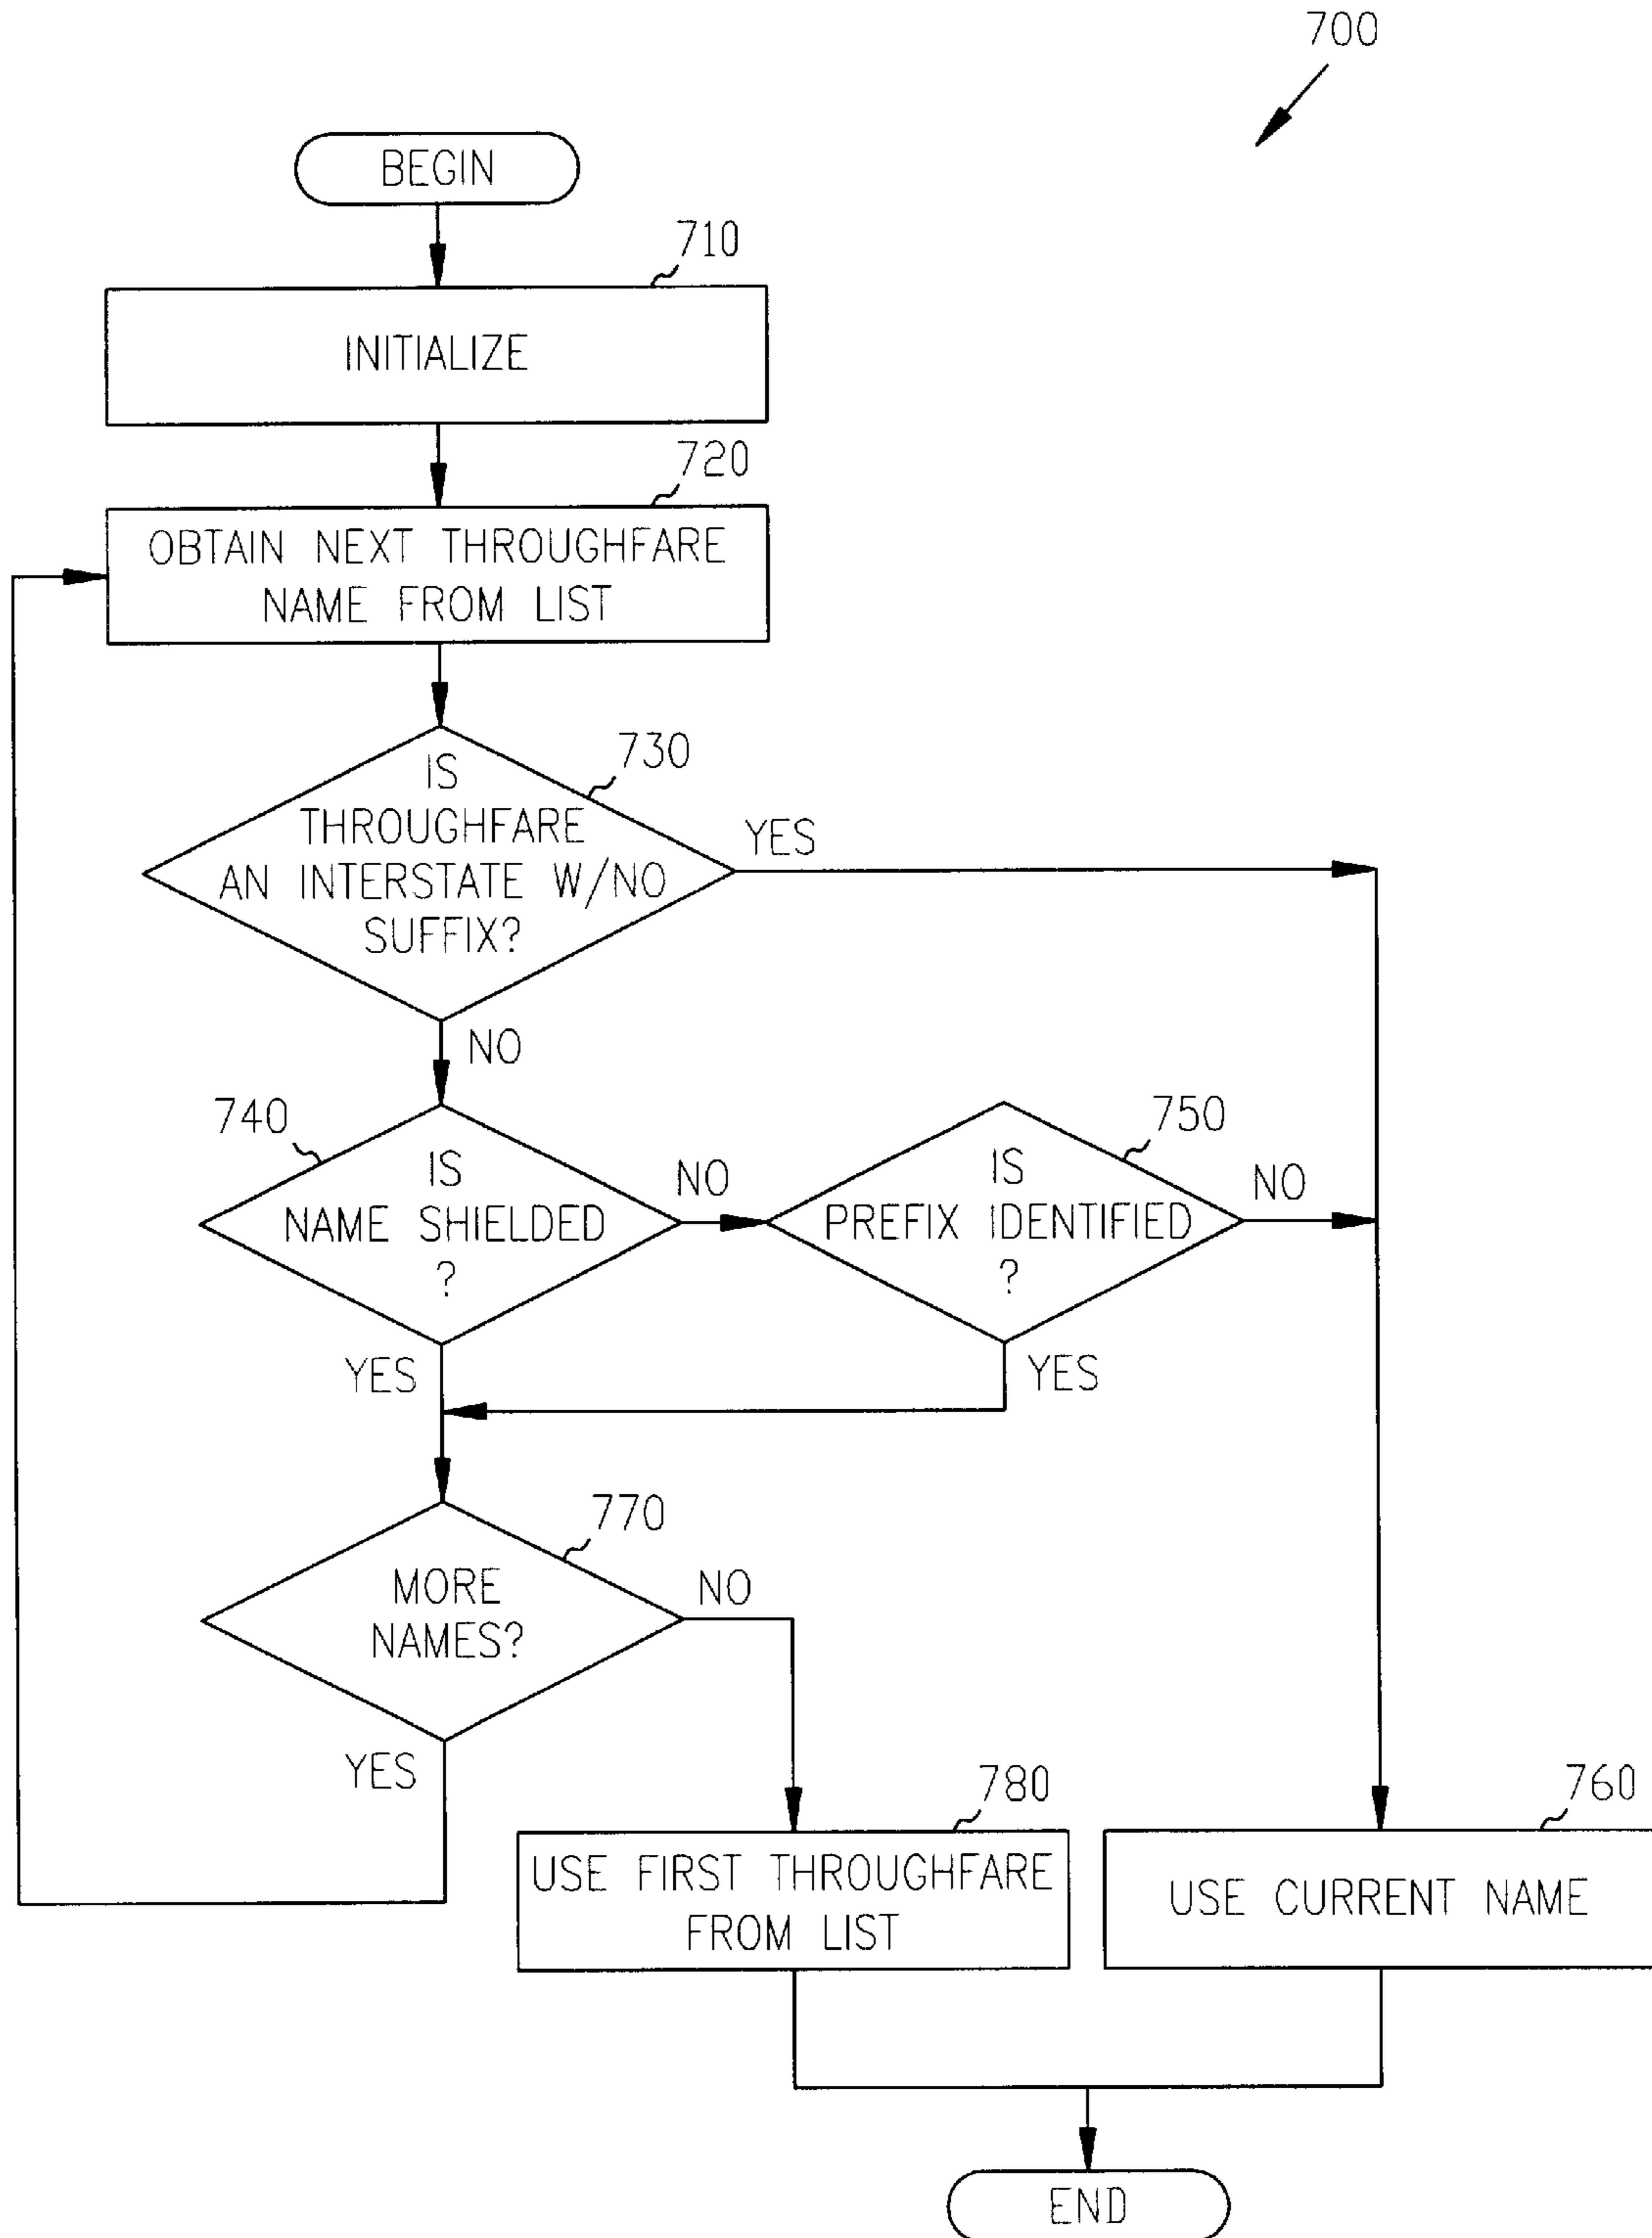 700
BEGIN
710
INITIALIZE
720
OBTAIN NEXT THROUGHFARE
NAME FROM LIST
730
IS
THROUGHFARE
AN INTERSTATE W/NO
SUFFIX?
YES
NO
740
IS
NAME SHIELDED
?
NO
YES
750
IS
PREFIX IDENTIFIED
?
NO
YES
770
MORE
NAMES?
NO
YES
780
USE FIRST THROUGHFARE
FROM LIST
760
USE CURRENT NAME
END